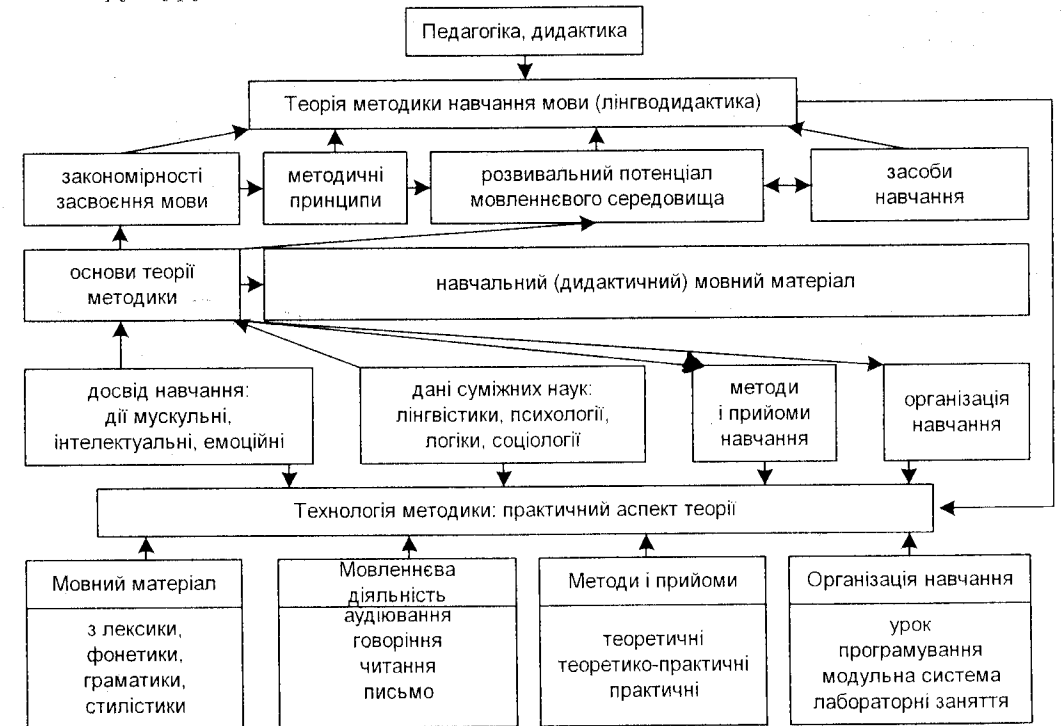 Педагогіка, дидактика
Теорія методики навчання мови (лінгводидактика)
закономірності
засвоєння мови
методичні
принципи
розвивальний потенціал
мовленнєвого середовища
засоби
навчання
основи теорії
методики
навчальний (дидактичний) мовний матеріал
досвід навчання:
дії мускульні,
інтелектуальні, емоційні
дані суміжних наук:
лінгвістики, психології,
логіки, соціології
методи
і прийоми
навчання
організація
навчання
Технологія методики: практичний аспект теорії
Мовний матеріал
з лексики,
фонетики,
граматики,
стилістики
Мовленнєва
діяльність
аудіювання
говоріння
читання
письмо
Методи і прийоми
теоретичні
теоретико-практичні
практичні
Організація навчання
урок
програмування
модульна система
лабораторні заняття